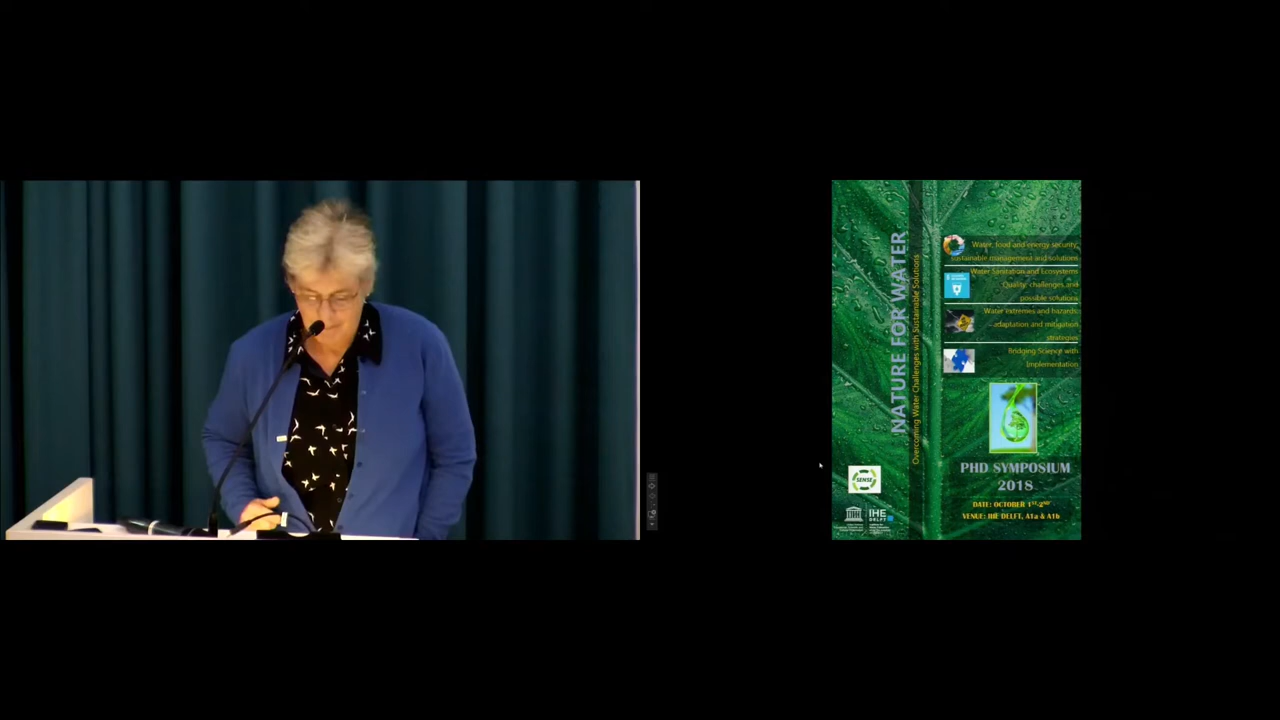 NATURE FOR WATER
Overcoming Water Challenges with Sustainable Solutions
Water, food and energy security,
sustainable management and solutions
Water Sanitation and Ecosystems
Quality, challenges and
possible solutions
Water extremes and hazards:
adaptation and mitigation
strategies
Bridging Science with
Implementation
PHD SYMPOSIUM
2018
DATE: OCTOBER 1ST-2ND
VENUE: IHE DELFT, A1a & A1b
SENSE
IHE
DELFT